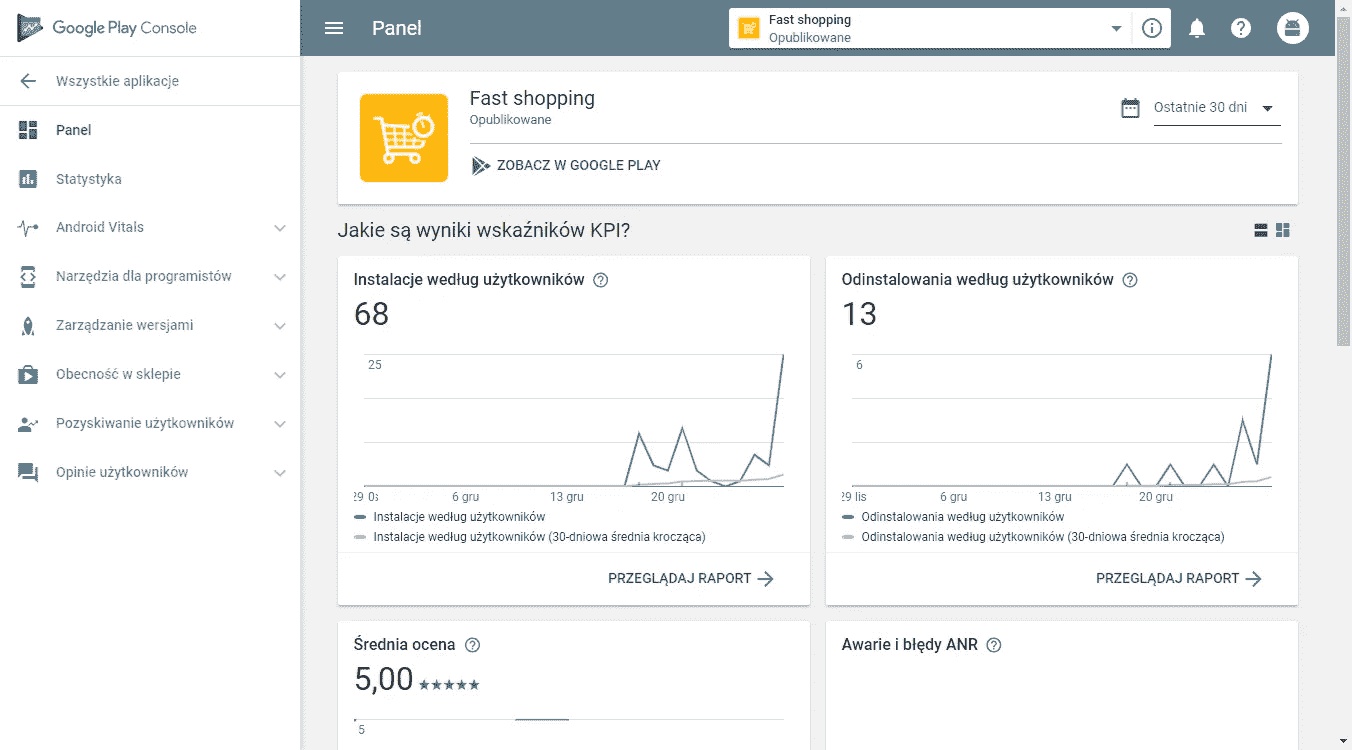 Google Play Console
Wszystkie aplikacje
Panel
Statystyka
Android Vitals
Narzędzia dla programistów
Zarządzanie wersjami
Obecność w sklepie
Pozyskiwanie użytkowników
Opinie użytkowników
Panel
Fast shopping
Opublikowane
Fast shopping
Opublikowane
Ostatnie 30 dni
ZOBACZ W GOOGLE PLAY
Jakie są wyniki wskaźników KPI?
Instalacje według użytkowników
68
25
29 6 gru 13 gru 20 gru
Instalacje według użytkowników
Instalacje według użytkowników (30-dniowa średnia krocząca)
PRZEGLĄDAJ RAPORT
Odinstalowania według użytkowników
13
6
29 lis 6 gru 13 gru 20 gru
Odinstalowania według użytkowników
Odinstalowania według użytkowników (30-dniowa średnia krocząca)
PRZEGLĄDAJ RAPORT
Średnia ocena
5,00 ★★★★★
5
Awarie i błędy ANR